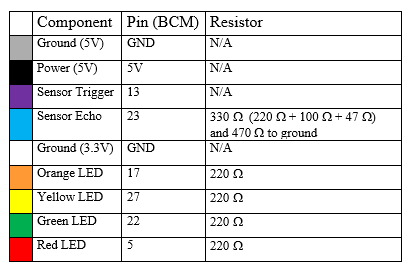 Component Pin (BCM) Resistor
Ground (5V) GND N/A
Power (5V) 5V N/A
Sensor Trigger 13 N/A
Sensor Echo 23 330 Ω (220 Ω + 100 Ω + 47 Ω)
and 470 Ω to ground
Ground (3.3V) GND N/A
Orange LED 17 220 Ω
Yellow LED 27 220 Ω
Green LED 22 220 Ω
Red LED 5 220 Ω